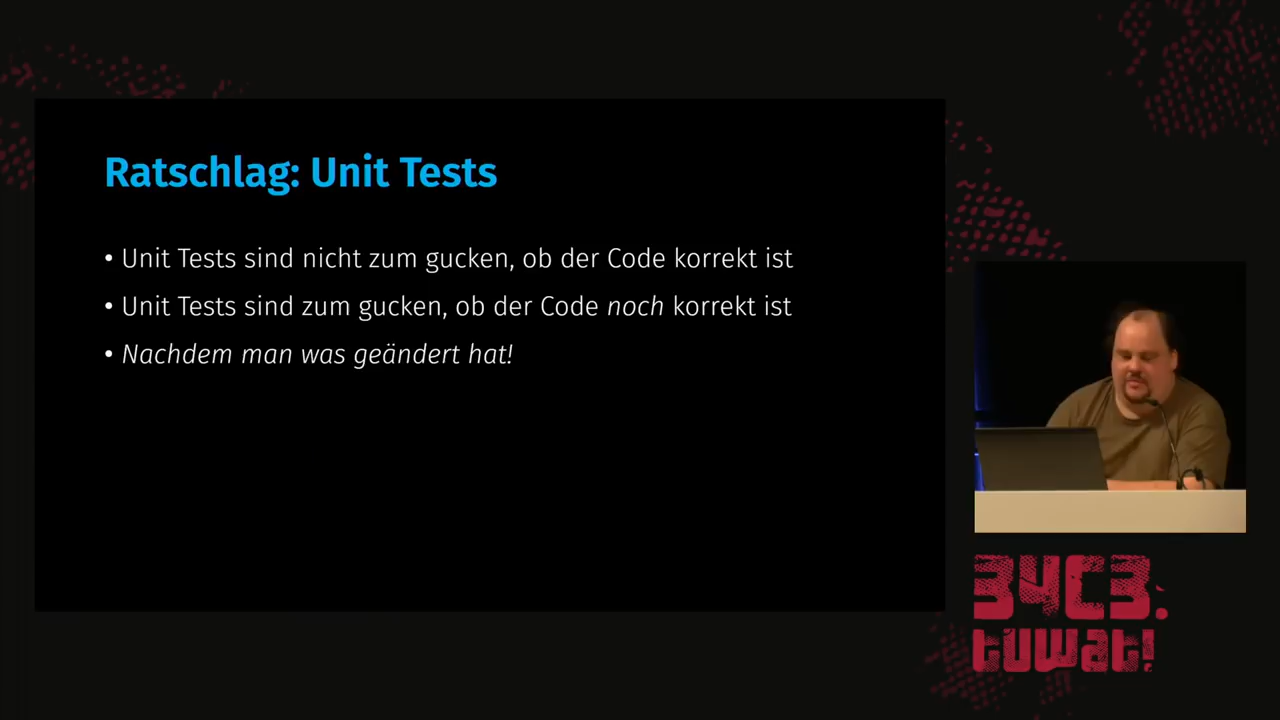 Ratschlag: Unit Tests
• Unit Tests sind nicht zum gucken, ob der Code korrekt ist
• Unit Tests sind zum gucken, ob der Code noch korrekt ist
• Nachdem man was geändert hat!
34C3.
tuwat!